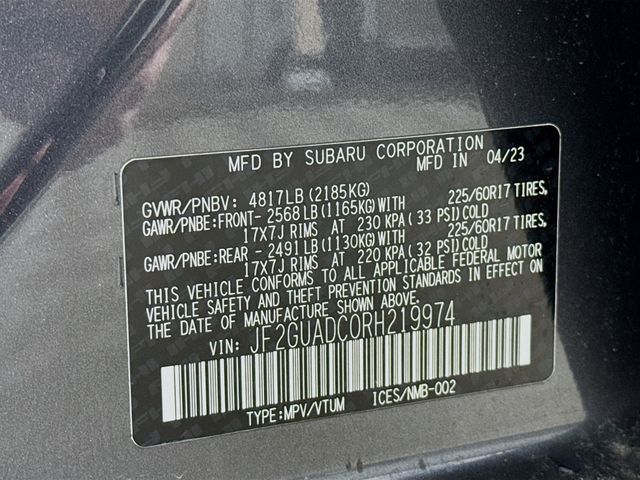 MFD BY SUBARU CORPORATION
MFD IN 04/23
GVWR/PNBV: 4817LB (2185KG)
GAWR/PNBE:FRONT- 2568 LB (1165KG)WITH 225/60R17 TIRES,
17X7J RIMS AT 230 KPA (33 PSI)COLD
GAWR/PNBE:REAR - 2491 LB (1130KG)WITH 225/60R17 TIRES,
17X7J RIMS AT 220 KPA (32 PSI)COLD
THIS VEHICLE CONFORMS TO ALL APPLICABLE FEDERAL MOTOR
VEHICLE SAFETY AND THEFT PREVENTION STANDARDS IN EFFECT ON
THE DATE OF MANUFACTURE SHOWN ABOVE.
VIN: JF2GUADC0RH219974
TYPE:MPV/VTUM ICES/NMB-002